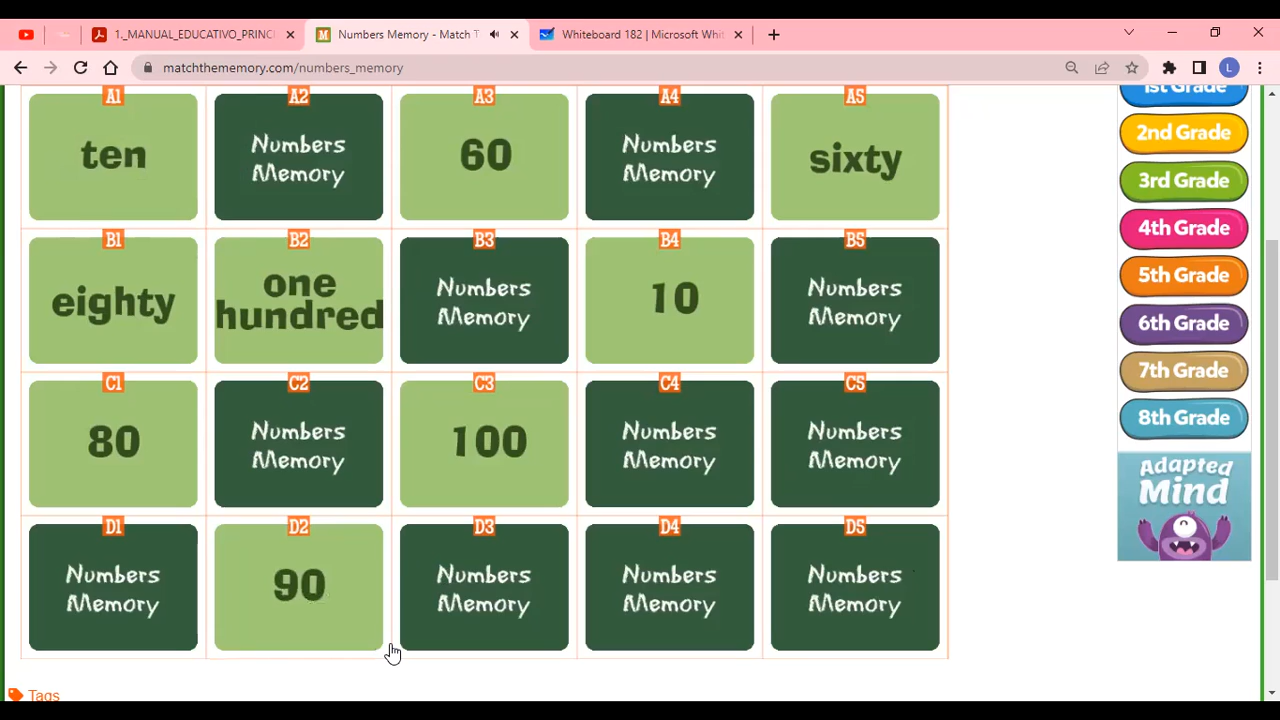 1._MANUAL_EDUCATIVO_PRINC
Numbers Memory - Match T
Whiteboard 182 | Microsoft Whit
matchthememory.com/numbers_memory
L
A1
A2
A3
A4
A5
ten
Numbers
Memory
60
Numbers
Memory
sixty
B1
B2
B3
B4
B5
eighty
one
hundred
Numbers
Memory
10
Numbers
Memory
C1
C2
C3
C4
C5
80
Numbers
Memory
100
Numbers
Memory
Numbers
Memory
D1
D2
D3
D4
D5
Numbers
Memory
90
Numbers
Memory
Numbers
Memory
Numbers
Memory
Tags
1st Grade
2nd Grade
3rd Grade
4th Grade
5th Grade
6th Grade
7th Grade
8th Grade
Adapted
Mind